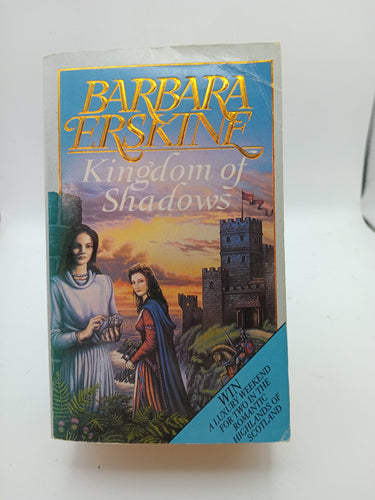 BARBARA
ERSKINE
Kingdom of
Shadows
WIN
A LUXURY WEEKEND
FOR TWO IN THE
ROMANTIC
HIGHLANDS OF
SCOTLAND